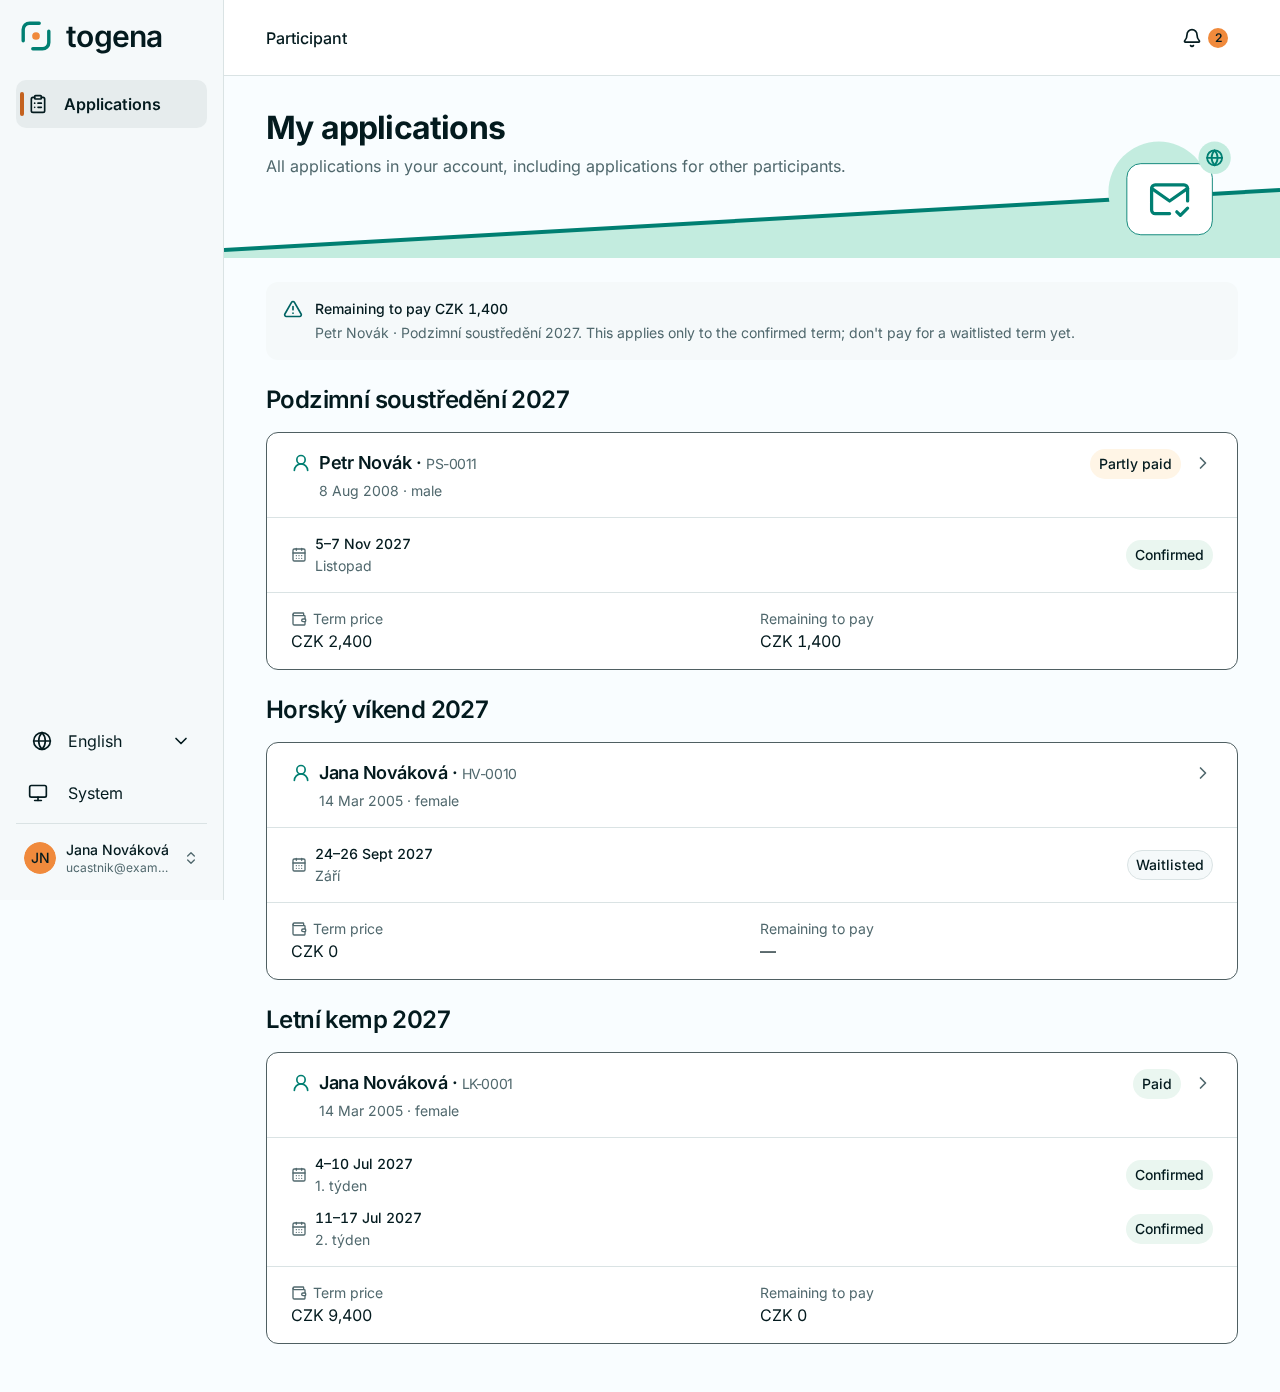 togena
Applications
Participant
2
My applications
All applications in your account, including applications for other participants.
Remaining to pay CZK 1,400
Petr Novák · Podzimní soustředění 2027. This applies only to the confirmed term; don't pay for a waitlisted term yet.
Podzimní soustředění 2027
Petr Novák · PS-0011
Partly paid
8 Aug 2008 · male
5–7 Nov 2027
Listopad
Confirmed
Term price
CZK 2,400
Remaining to pay
CZK 1,400
Horský víkend 2027
Jana Nováková · HV-0010
14 Mar 2005 · female
24–26 Sept 2027
Září
Waitlisted
Term price
CZK 0
Remaining to pay
—
Letní kemp 2027
Jana Nováková · LK-0001
Paid
14 Mar 2005 · female
4–10 Jul 2027
1. týden
Confirmed
11–17 Jul 2027
2. týden
Confirmed
Term price
CZK 9,400
Remaining to pay
CZK 0
English
System
JN
Jana Nováková
ucastnik@exam...